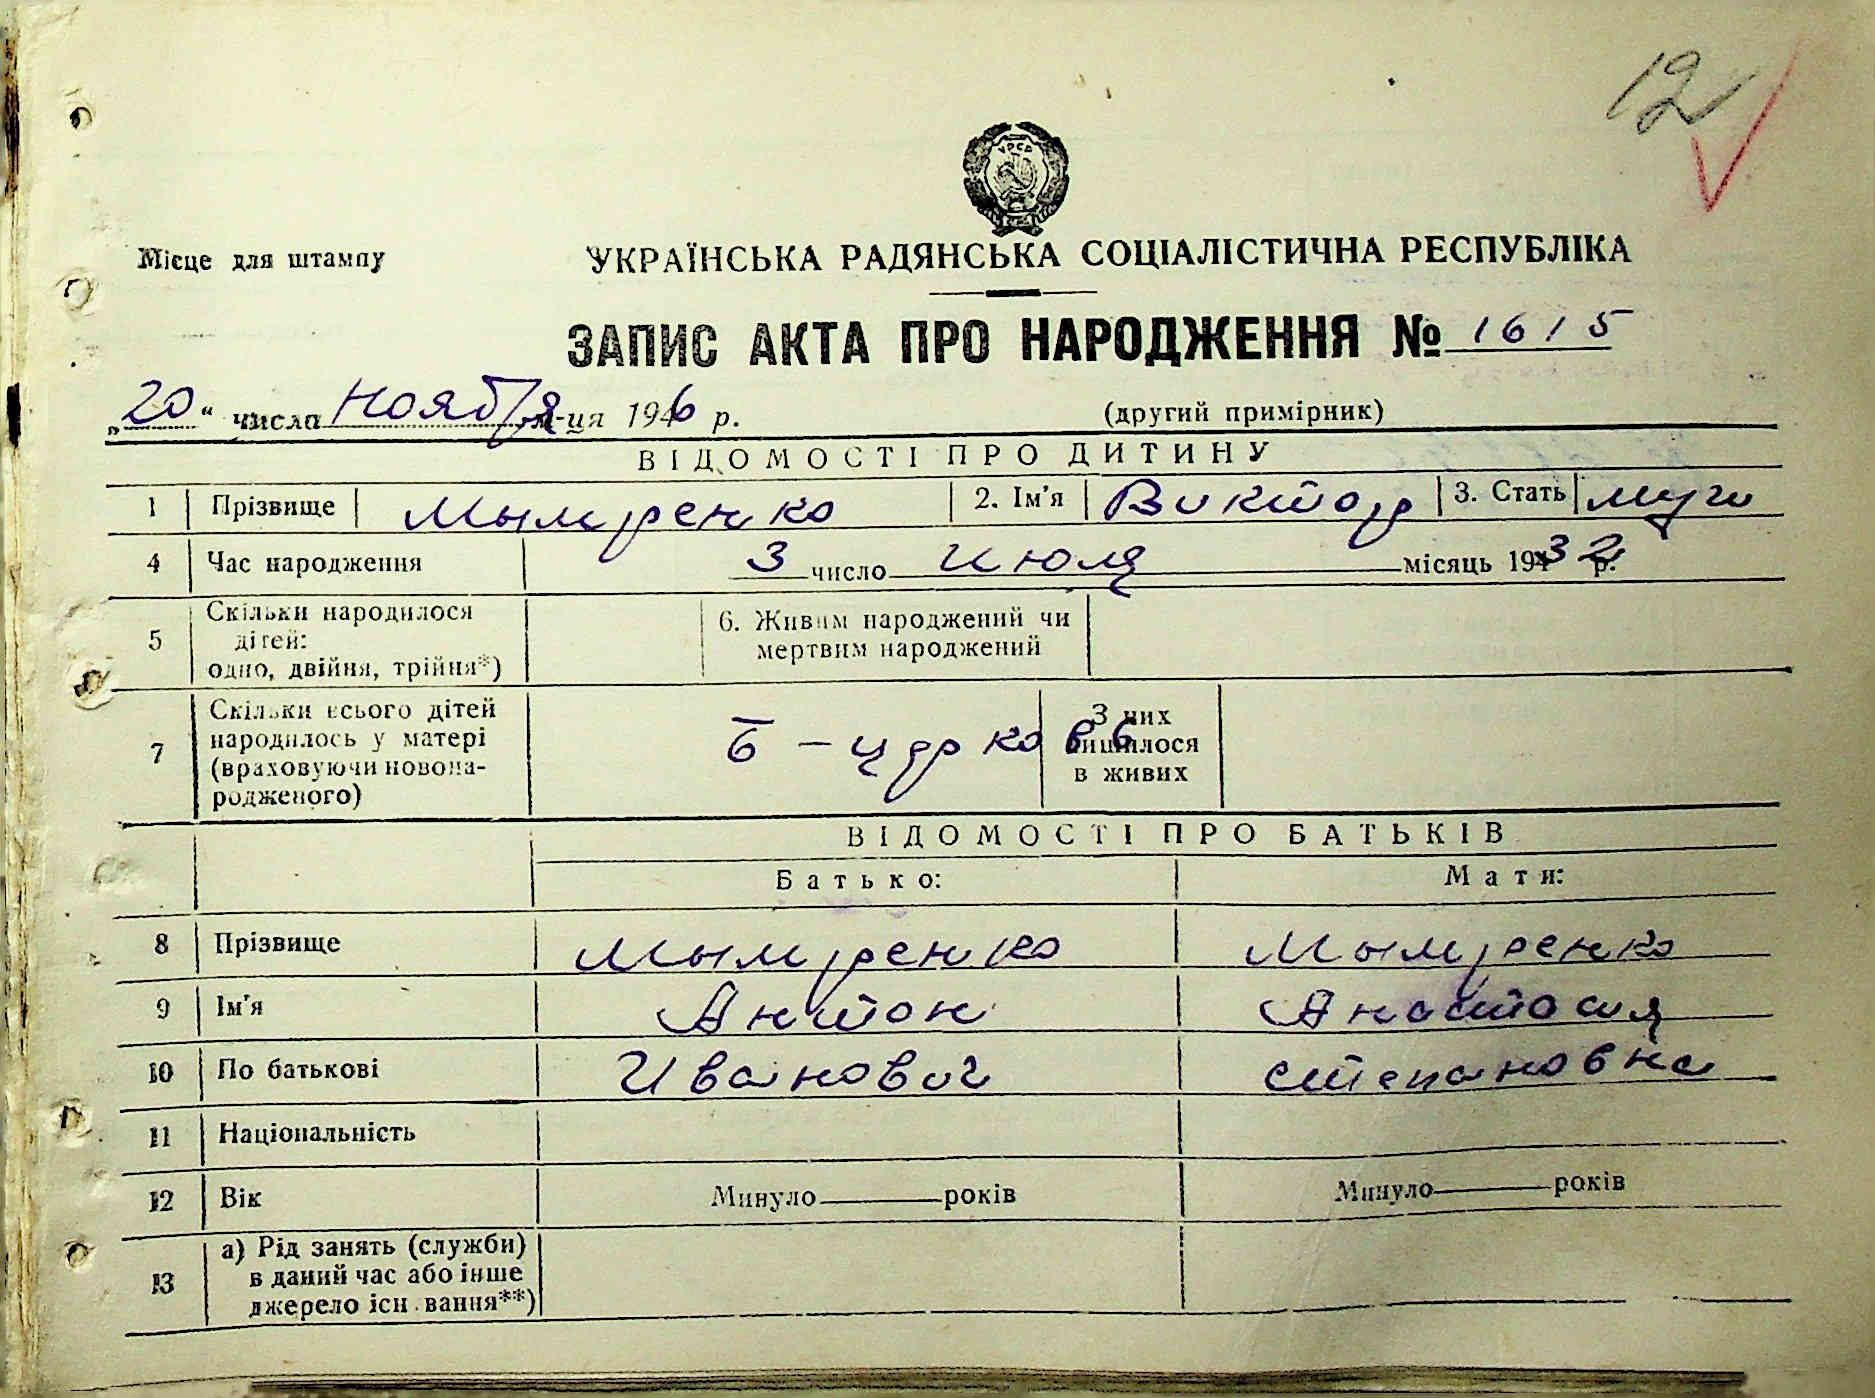 12
УРСР
Місце для штампу
УКРАЇНСЬКА РАДЯНСЬКА СОЦІАЛІСТИЧНА РЕСПУБЛІКА
ЗАПИС АКТА ПРО НАРОДЖЕННЯ № 1615
„20“ числа Ноября м-ця 1946 р.
(другий примірник)
ВІДОМОСТІ ПРО ДИТИНУ
1 Прізвище Мымренко 2. Ім'я Виктор 3. Стать муж
4 Час народження 3 число Июля місяць 1932 р.
5 Скільки народилося дітей:
одно, двійня, трійня*)
6. Живим народжений чи
мертвим народжений
7 Скільки всього дітей
народилось у матері
(враховуючи новона-
родженого)
З них
лишилося
в живих
ВІДОМОСТІ ПРО БАТЬКІВ
Батько: Мати:
8 Прізвище Мымренко Мымренко
9 Ім'я Антон Анастасия
10 По батькові Иванович Степановна
11 Національність
12 Вік Минуло років Минуло років
13 а) Рід занять (служби)
в даний час або інше
джерело існ вання**)